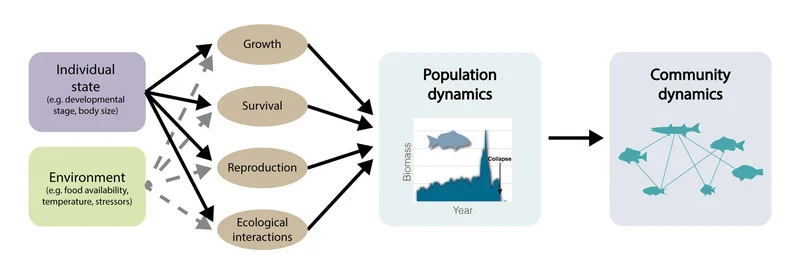 Individual
state
(e.g. developmental
stage, body size)
Environment
(e.g. food availability,
temperature, stressors)
Growth
Survival
Reproduction
Ecological
interactions
Population
dynamics
Biomass
Collapse
Year
Community
dynamics